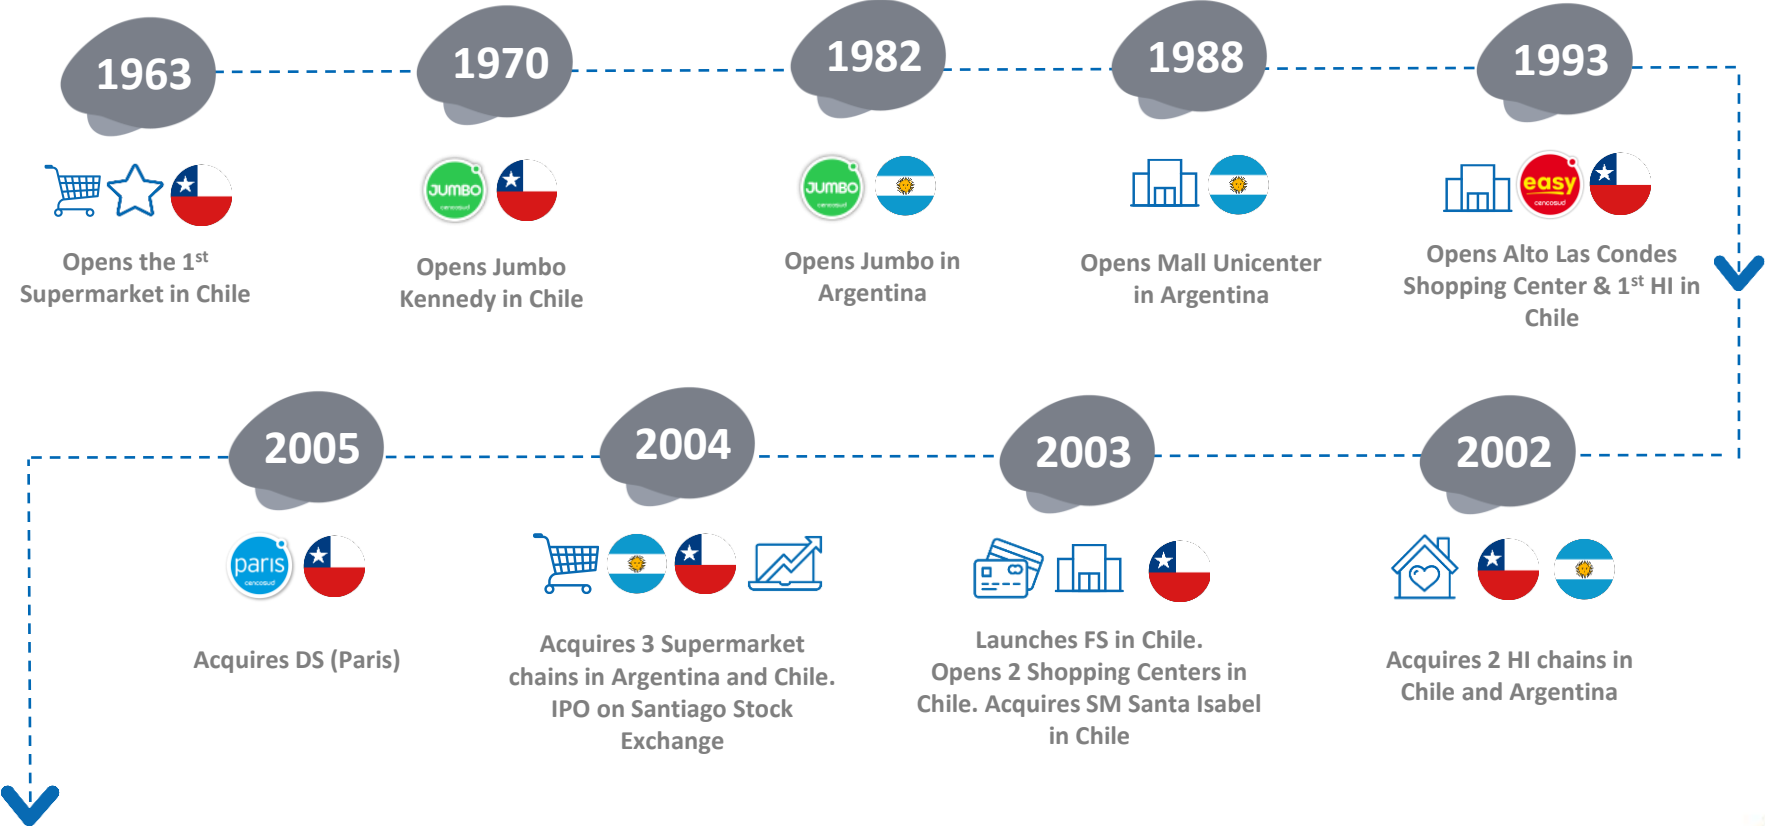 1963
1970
1982
1988
1993
JUMBO
cencosud
JUMBO
cencosud
easy
cencosud
Opens the 1st
Supermarket in Chile
Opens Jumbo
Kennedy in Chile
Opens Jumbo in
Argentina
Opens Mall Unicenter
in Argentina
Opens Alto Las Condes
Shopping Center & 1st HI in
Chile
2005
2004
2003
2002
paris
cencosud
Acquires DS (Paris)
Acquires 3 Supermarket
chains in Argentina and Chile.
IPO on Santiago Stock
Exchange
Launches FS in Chile.
Opens 2 Shopping Centers in
Chile. Acquires SM Santa Isabel
in Chile
Acquires 2 HI chains in
Chile and Argentina